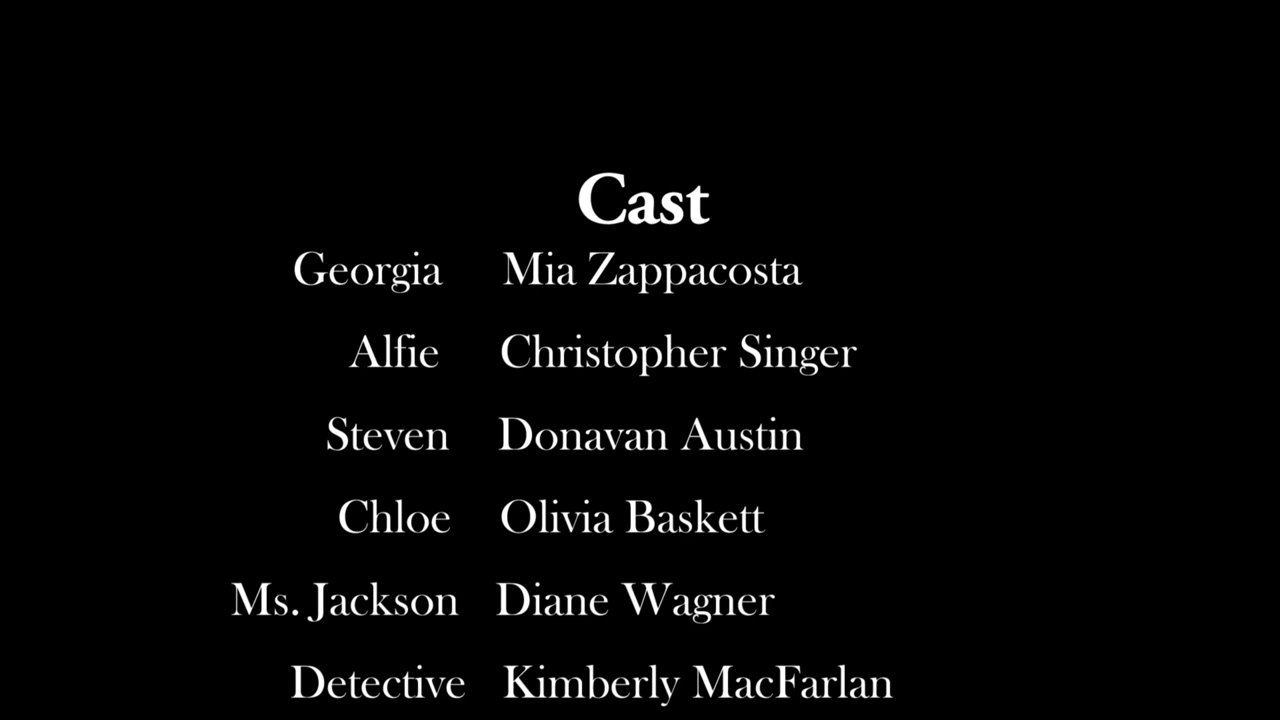 Cast
Georgia Mia Zappacosta
Alfie Christopher Singer
Steven Donavan Austin
Chloe Olivia Baskett
Ms. Jackson Diane Wagner
Detective Kimberly MacFarlan